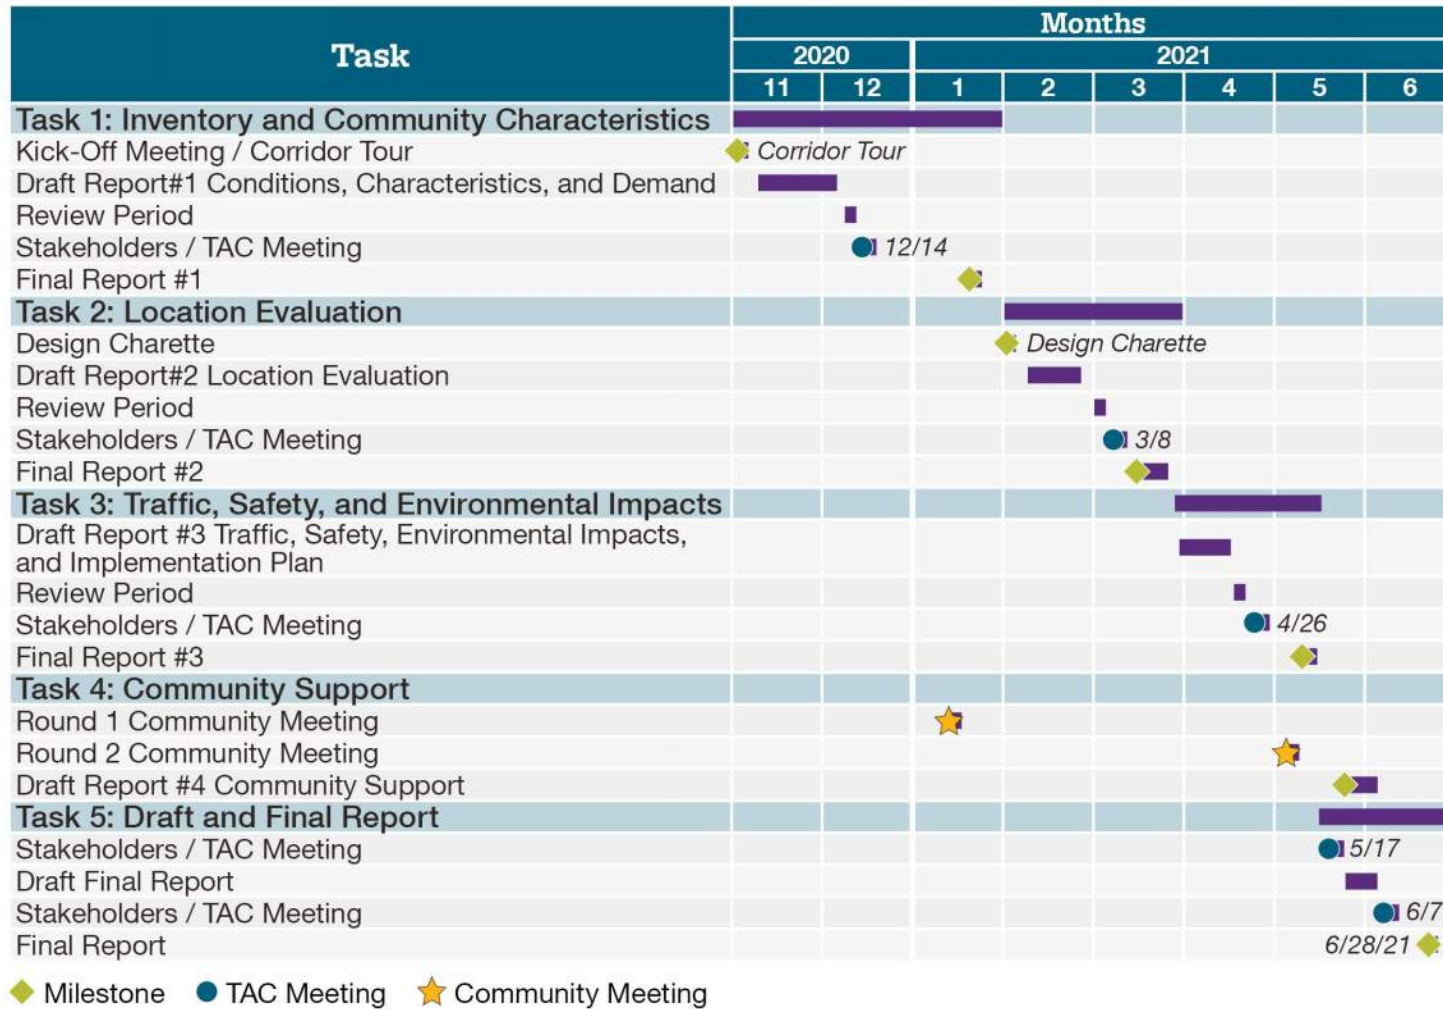 Task
Months
2020 2021
11 12 1 2 3 4 5 6
Task 1: Inventory and Community Characteristics
Kick-Off Meeting / Corridor Tour Corridor Tour
Draft Report#1 Conditions, Characteristics, and Demand
Review Period
Stakeholders / TAC Meeting 12/14
Final Report #1
Task 2: Location Evaluation
Design Charette Design Charette
Draft Report#2 Location Evaluation
Review Period
Stakeholders / TAC Meeting 3/8
Final Report #2
Task 3: Traffic, Safety, and Environmental Impacts
Draft Report #3 Traffic, Safety, Environmental Impacts,
and Implementation Plan
Review Period
Stakeholders / TAC Meeting 4/26
Final Report #3
Task 4: Community Support
Round 1 Community Meeting
Round 2 Community Meeting
Draft Report #4 Community Support
Task 5: Draft and Final Report
Stakeholders / TAC Meeting 5/17
Draft Final Report
Stakeholders / TAC Meeting 6/7
Final Report 6/28/21
Milestone TAC Meeting Community Meeting